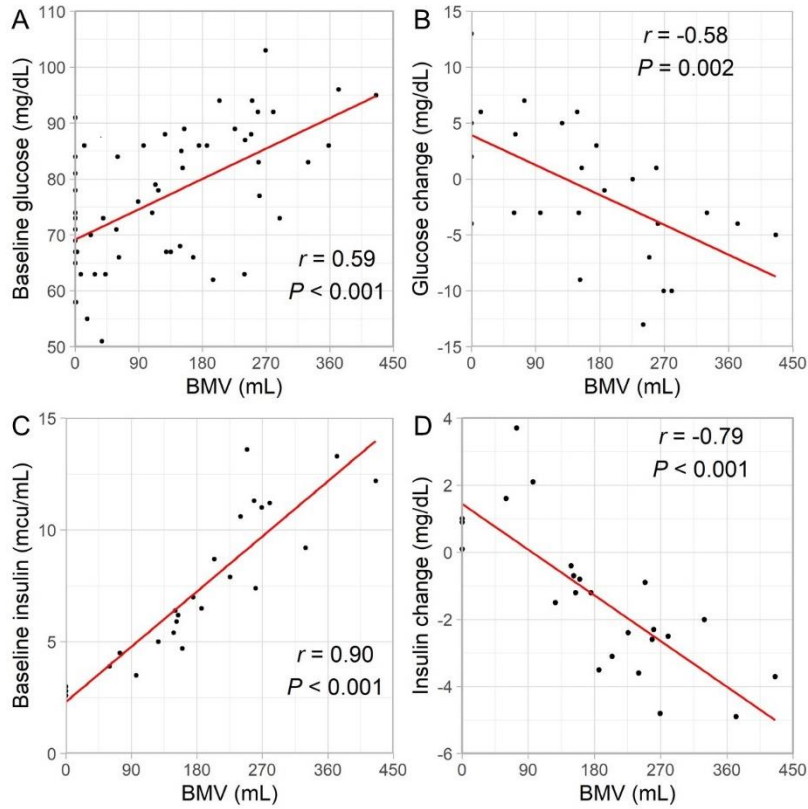 A
Baseline glucose (mg/dL)
110
100
90
80
70
60
50
r = 0.59
P < 0.001
0 90 180 270 360 450
BMV (mL)
B
Glucose change (mg/dL)
15
10
5
0
-5
-10
-15
r = -0.58
P = 0.002
0 90 180 270 360 450
BMV (mL)
C
Baseline insulin (mcu/mL)
15
10
5
0
r = 0.90
P < 0.001
0 90 180 270 360 450
BMV (mL)
D
Insulin change (mg/dL)
4
2
0
-2
-4
-6
r = -0.79
P < 0.001
0 90 180 270 360 450
BMV (mL)